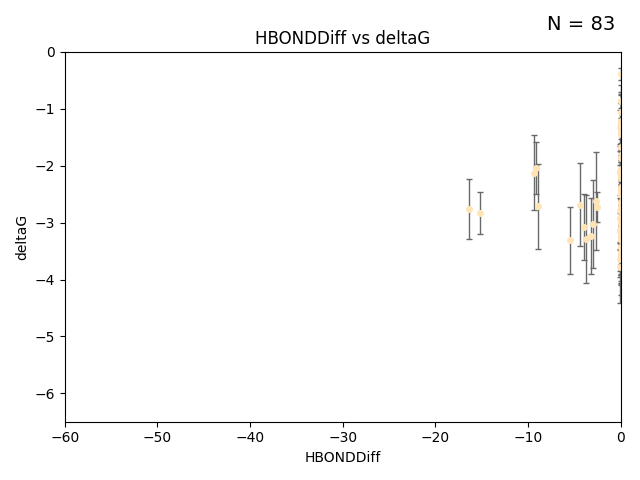 N = 83
HBONDDiff vs deltaG
0
−1
−2
−3
−4
−5
−6
deltaG
−60 −50 −40 −30 −20 −10 0
HBONDDiff